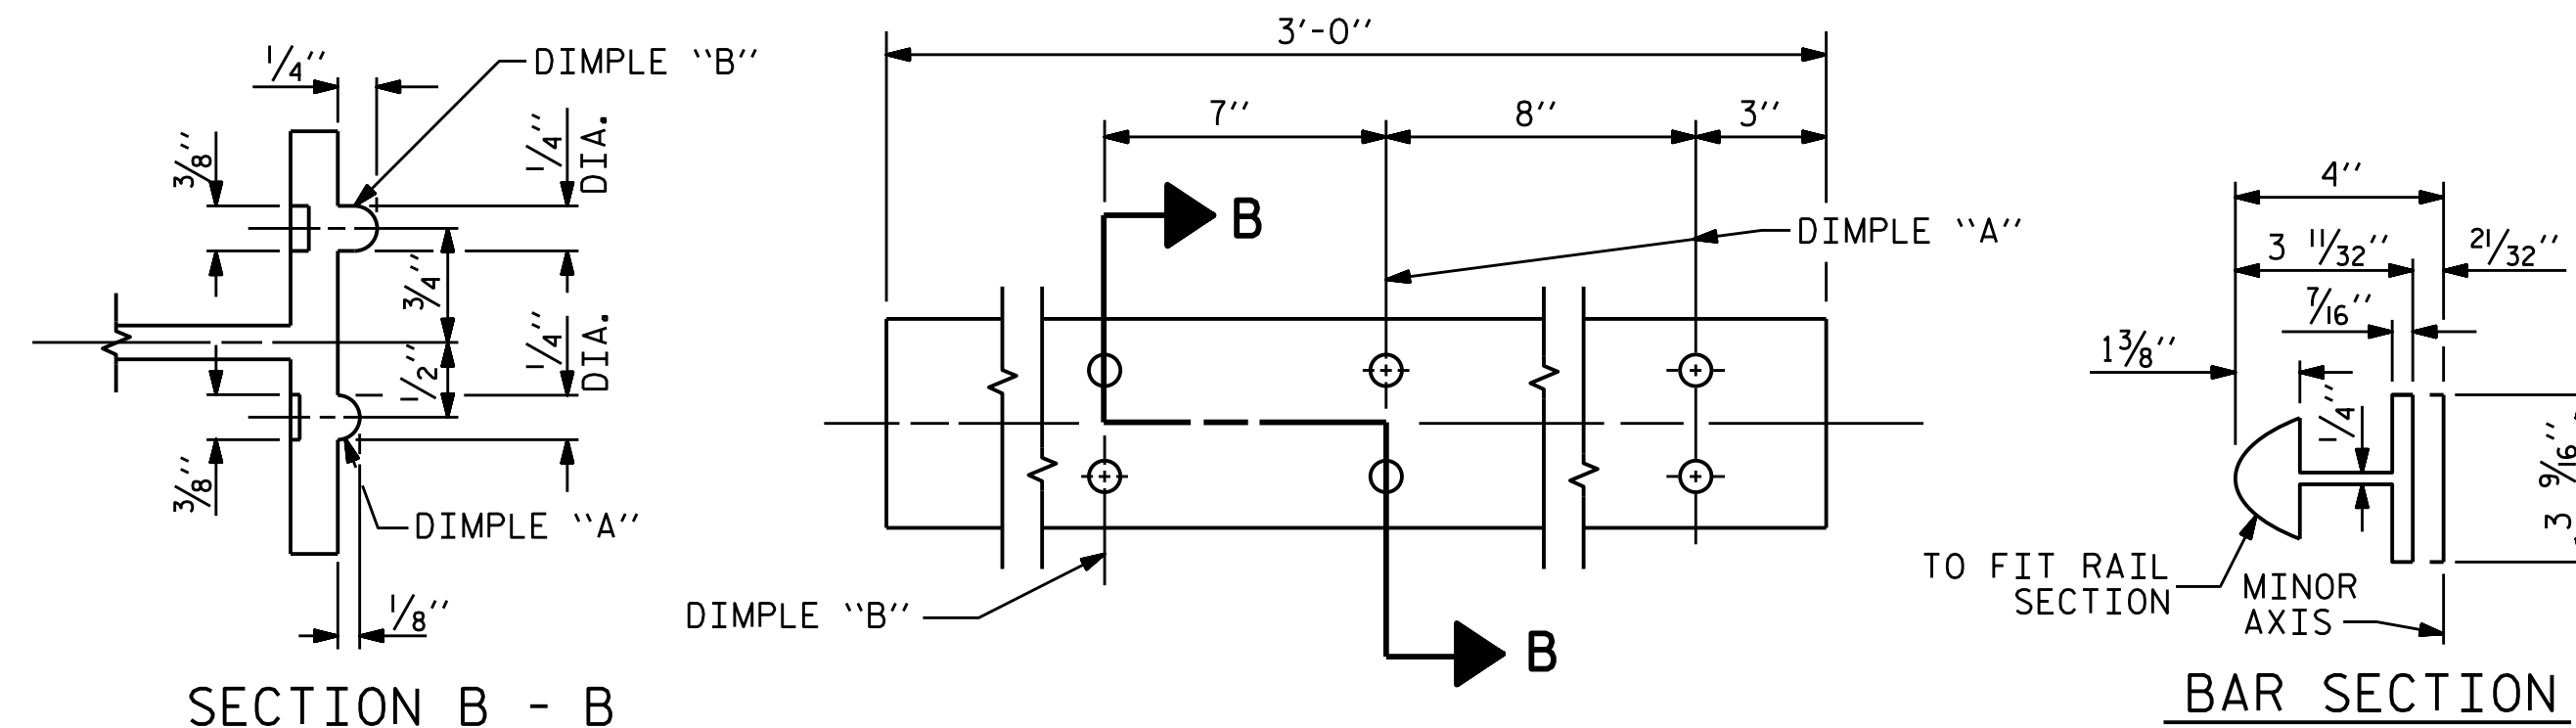 1/4''
DIMPLE ''B''
3/8''
1/4''
DIA.
3/4''
1/2''
1/4''
DIA.
3/8''
DIMPLE ''A''
1/8''
SECTION B - B
3'-0''
7''
8''
3''
B
DIMPLE ''A''
DIMPLE ''B''
B
4''
3 11/32''
21/32''
7/16''
1 3/8''
1/4''
3 9/16''
TO FIT RAIL
SECTION
MINOR
AXIS
BAR SECTION